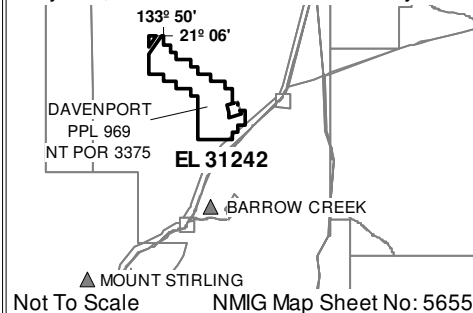 133º 50'
21º 06'
DAVENPORT
PPL 969
NT POR 3375
EL 31242
BARROW CREEK
MOUNT STIRLING
Not To Scale NMIG Map Sheet No: 5655